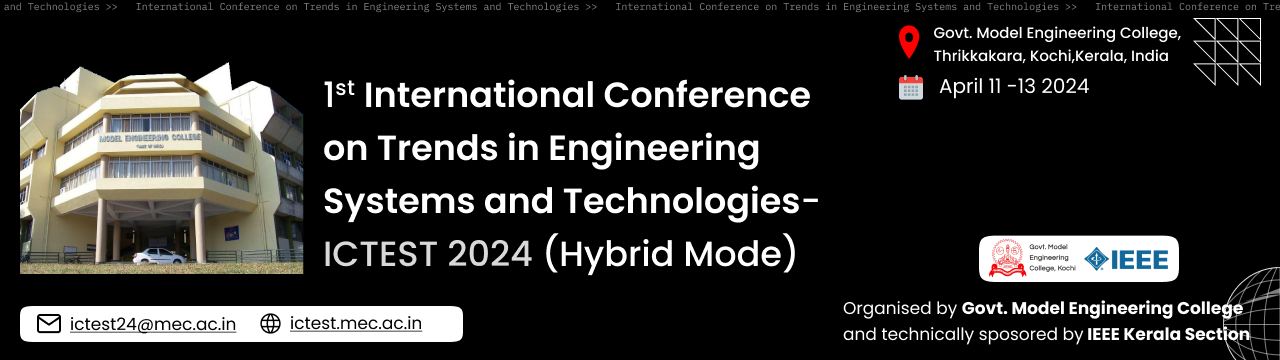 and Technologies >> International Conference on Trends in Engineering Systems and Technologies >> International Conference on Trends in Engineering Systems and Technologies >> International Conference on Tre
Govt. Model Engineering College,
Thrikkakara, Kochi,Kerala, India
April 11 -13 2024
MODEL ENGINEERING COLLEGE
1st International Conference
on Trends in Engineering
Systems and Technologies-
ICTEST 2024 (Hybrid Mode)
Govt. Model
Engineering
College, Kochi
IEEE
ictest24@mec.ac.in
ictest.mec.ac.in
Organised by Govt. Model Engineering College
and technically sposored by IEEE Kerala Section